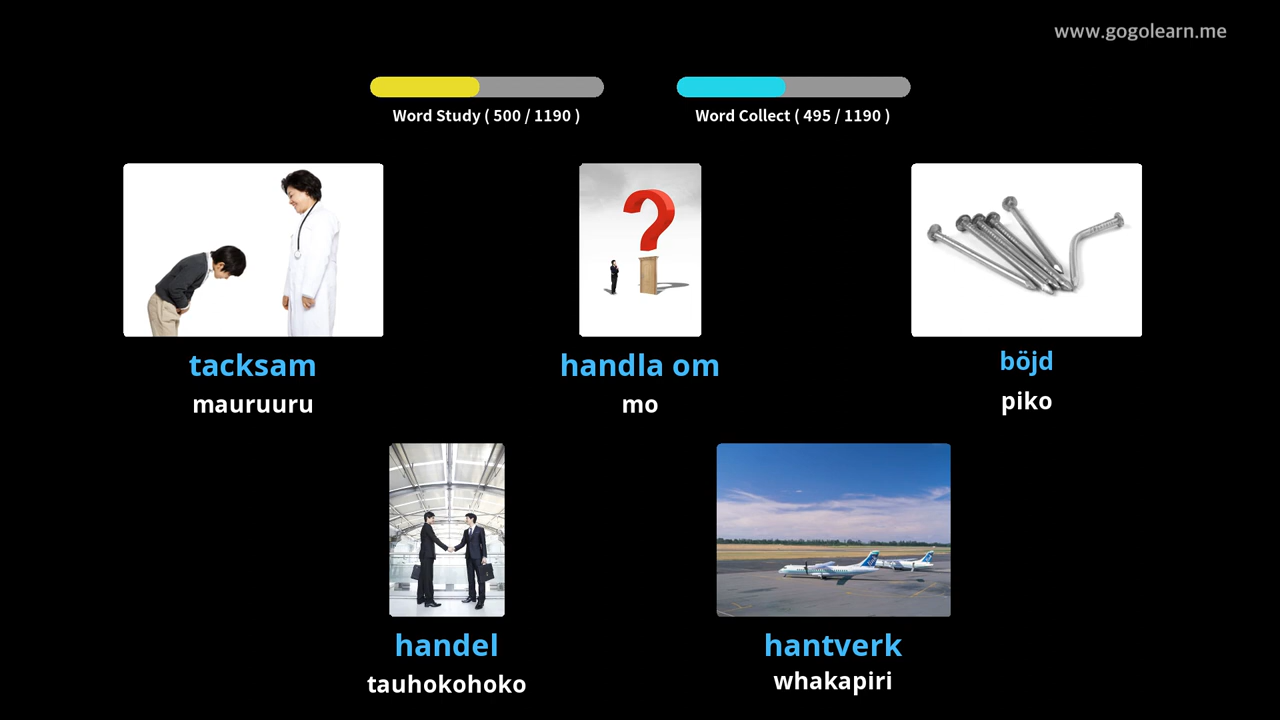 www.gogolearn.me
Word Study ( 500 / 1190 )
Word Collect ( 495 / 1190 )
tacksam
mauruuru
handla om
mo
böjd
piko
handel
tauhokohoko
hantverk
whakapiri